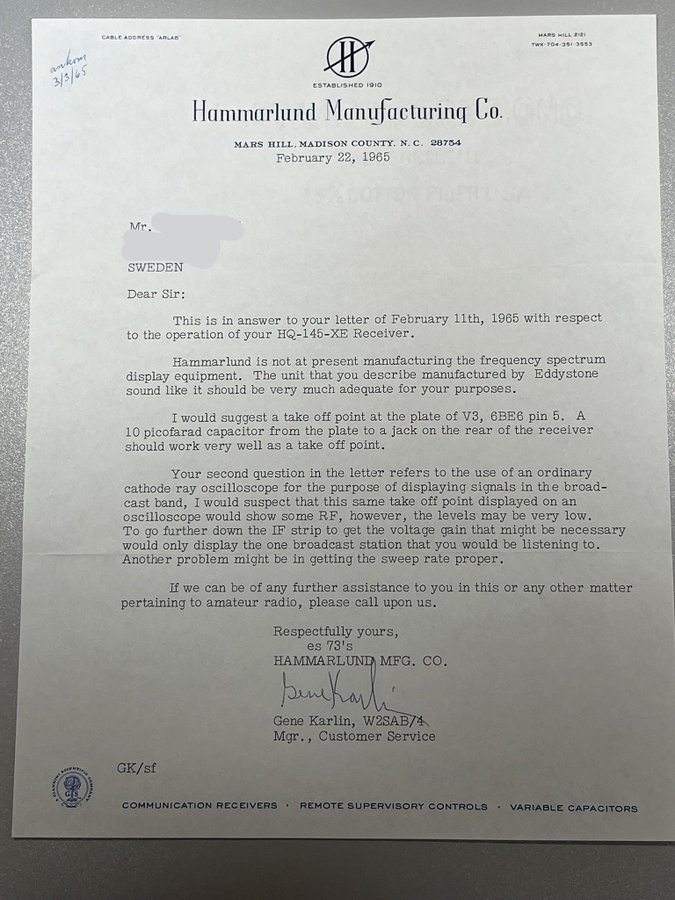 CABLE ADDRESS "ARLAB"
MARS HILL 2121
TWX-704-351-3553
ankom
3/3/65
H
ESTABLISHED 1910
Hammarlund Manufacturing Co.
MARS HILL, MADISON COUNTY, N. C. 28754
February 22, 1965
Mr.
SWEDEN
Dear Sir:
This is in answer to your letter of February 11th, 1965 with respect
to the operation of your HQ-145-XE Receiver.
Hammarlund is not at present manufacturing the frequency spectrum
display equipment. The unit that you describe manufactured by Eddystone
sound like it should be very much adequate for your purposes.
I would suggest a take off point at the plate of V3, 6BE6 pin 5. A
10 picofarad capacitor from the plate to a jack on the rear of the receiver
should work very well as a take off point.
Your second question in the letter refers to the use of an ordinary
cathode ray oscilloscope for the purpose of displaying signals in the broad-
cast band, I would suspect that this same take off point displayed on an
oscilloscope would show some RF, however, the levels may be very low.
To go further down the IF strip to get the voltage gain that might be necessary
would only display the one broadcast station that you would be listening to.
Another problem might be in getting the sweep rate proper.
If we can be of any further assistance to you in this or any other matter
pertaining to amateur radio, please call upon us.
Respectfully yours,
es 73's
HAMMARLUND MFG. CO.
Gene Karlin
Gene Karlin, W2SAB/4
Mgr., Customer Service
GK/sf
A GIANNINI SCIENTIFIC COMPANY
GS
COMMUNICATION RECEIVERS · REMOTE SUPERVISORY CONTROLS · VARIABLE CAPACITORS